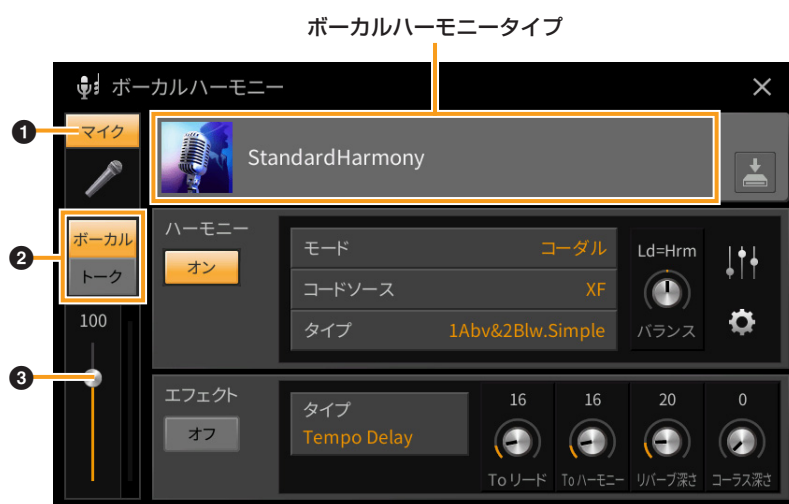 ボーカルハーモニータイプ
ボーカルハーモニー
1
マイク
StandardHarmony
2
ボーカル
トーク
ハーモニー
オン
モード
コーダル
コードソース
XF
タイプ
1Abv&2Blw.Simple
Ld=Hrm
バランス
100
3
エフェクト
オフ
タイプ
Tempo Delay
16
16
20
0
Toリード
Toハーモニー
リバーブ深さ
コーラス深さ